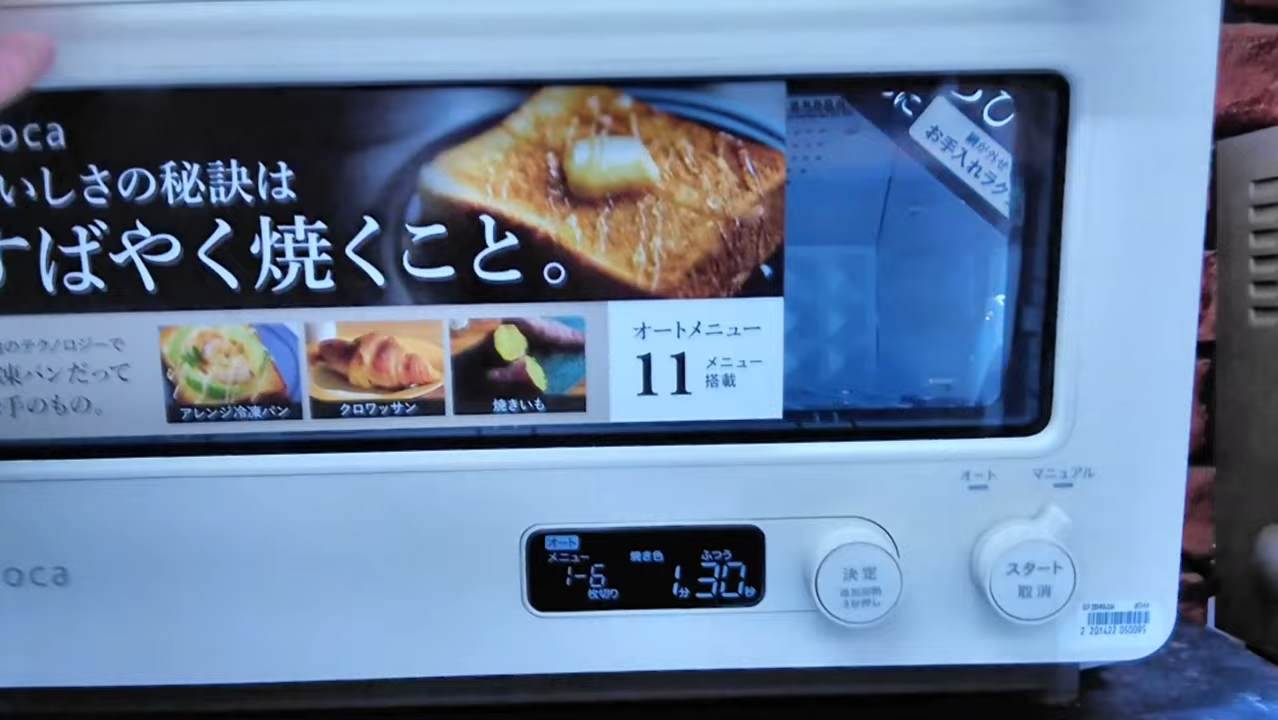 oca
いしさの秘訣は
すばやく焼くこと。
のテクノロジーで
凍パンだって
手のもの。
アレンジ冷凍パン
クロワッサン
焼きいも
オートメニュー
11 メニュー搭載
に
お手入れラク
オート
マニュアル
oca
オート
メニュー 焼き色 ふつう
1-6 枚切り 1分30秒
決定
スタート
取消
2 201422 050095